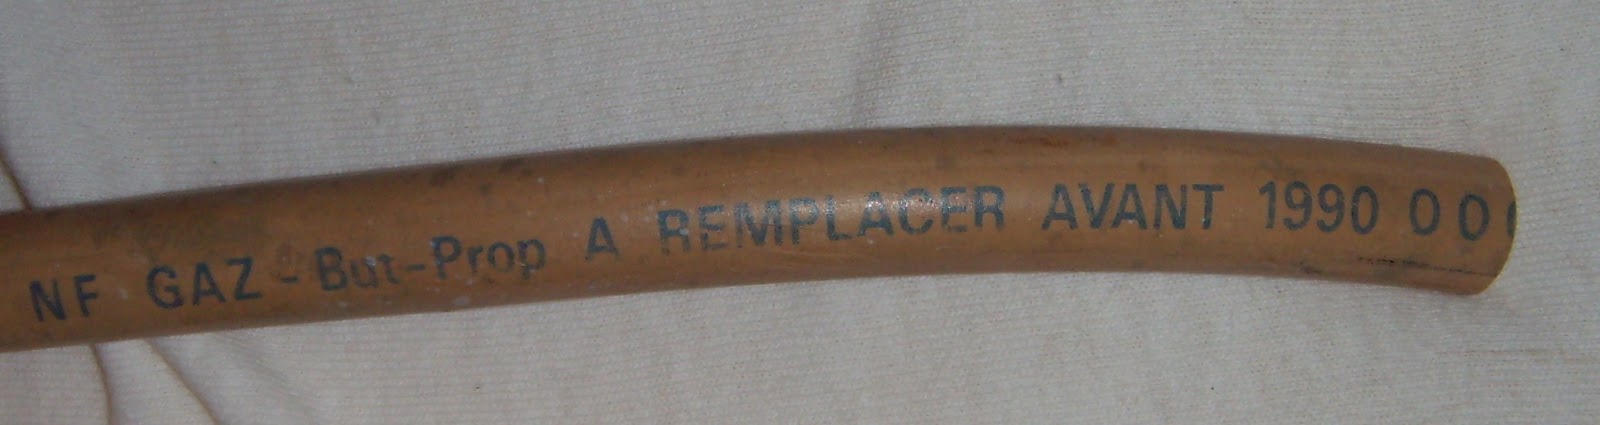 NF GAZ - But-Prop A REMPLACER AVANT 1990 0 0